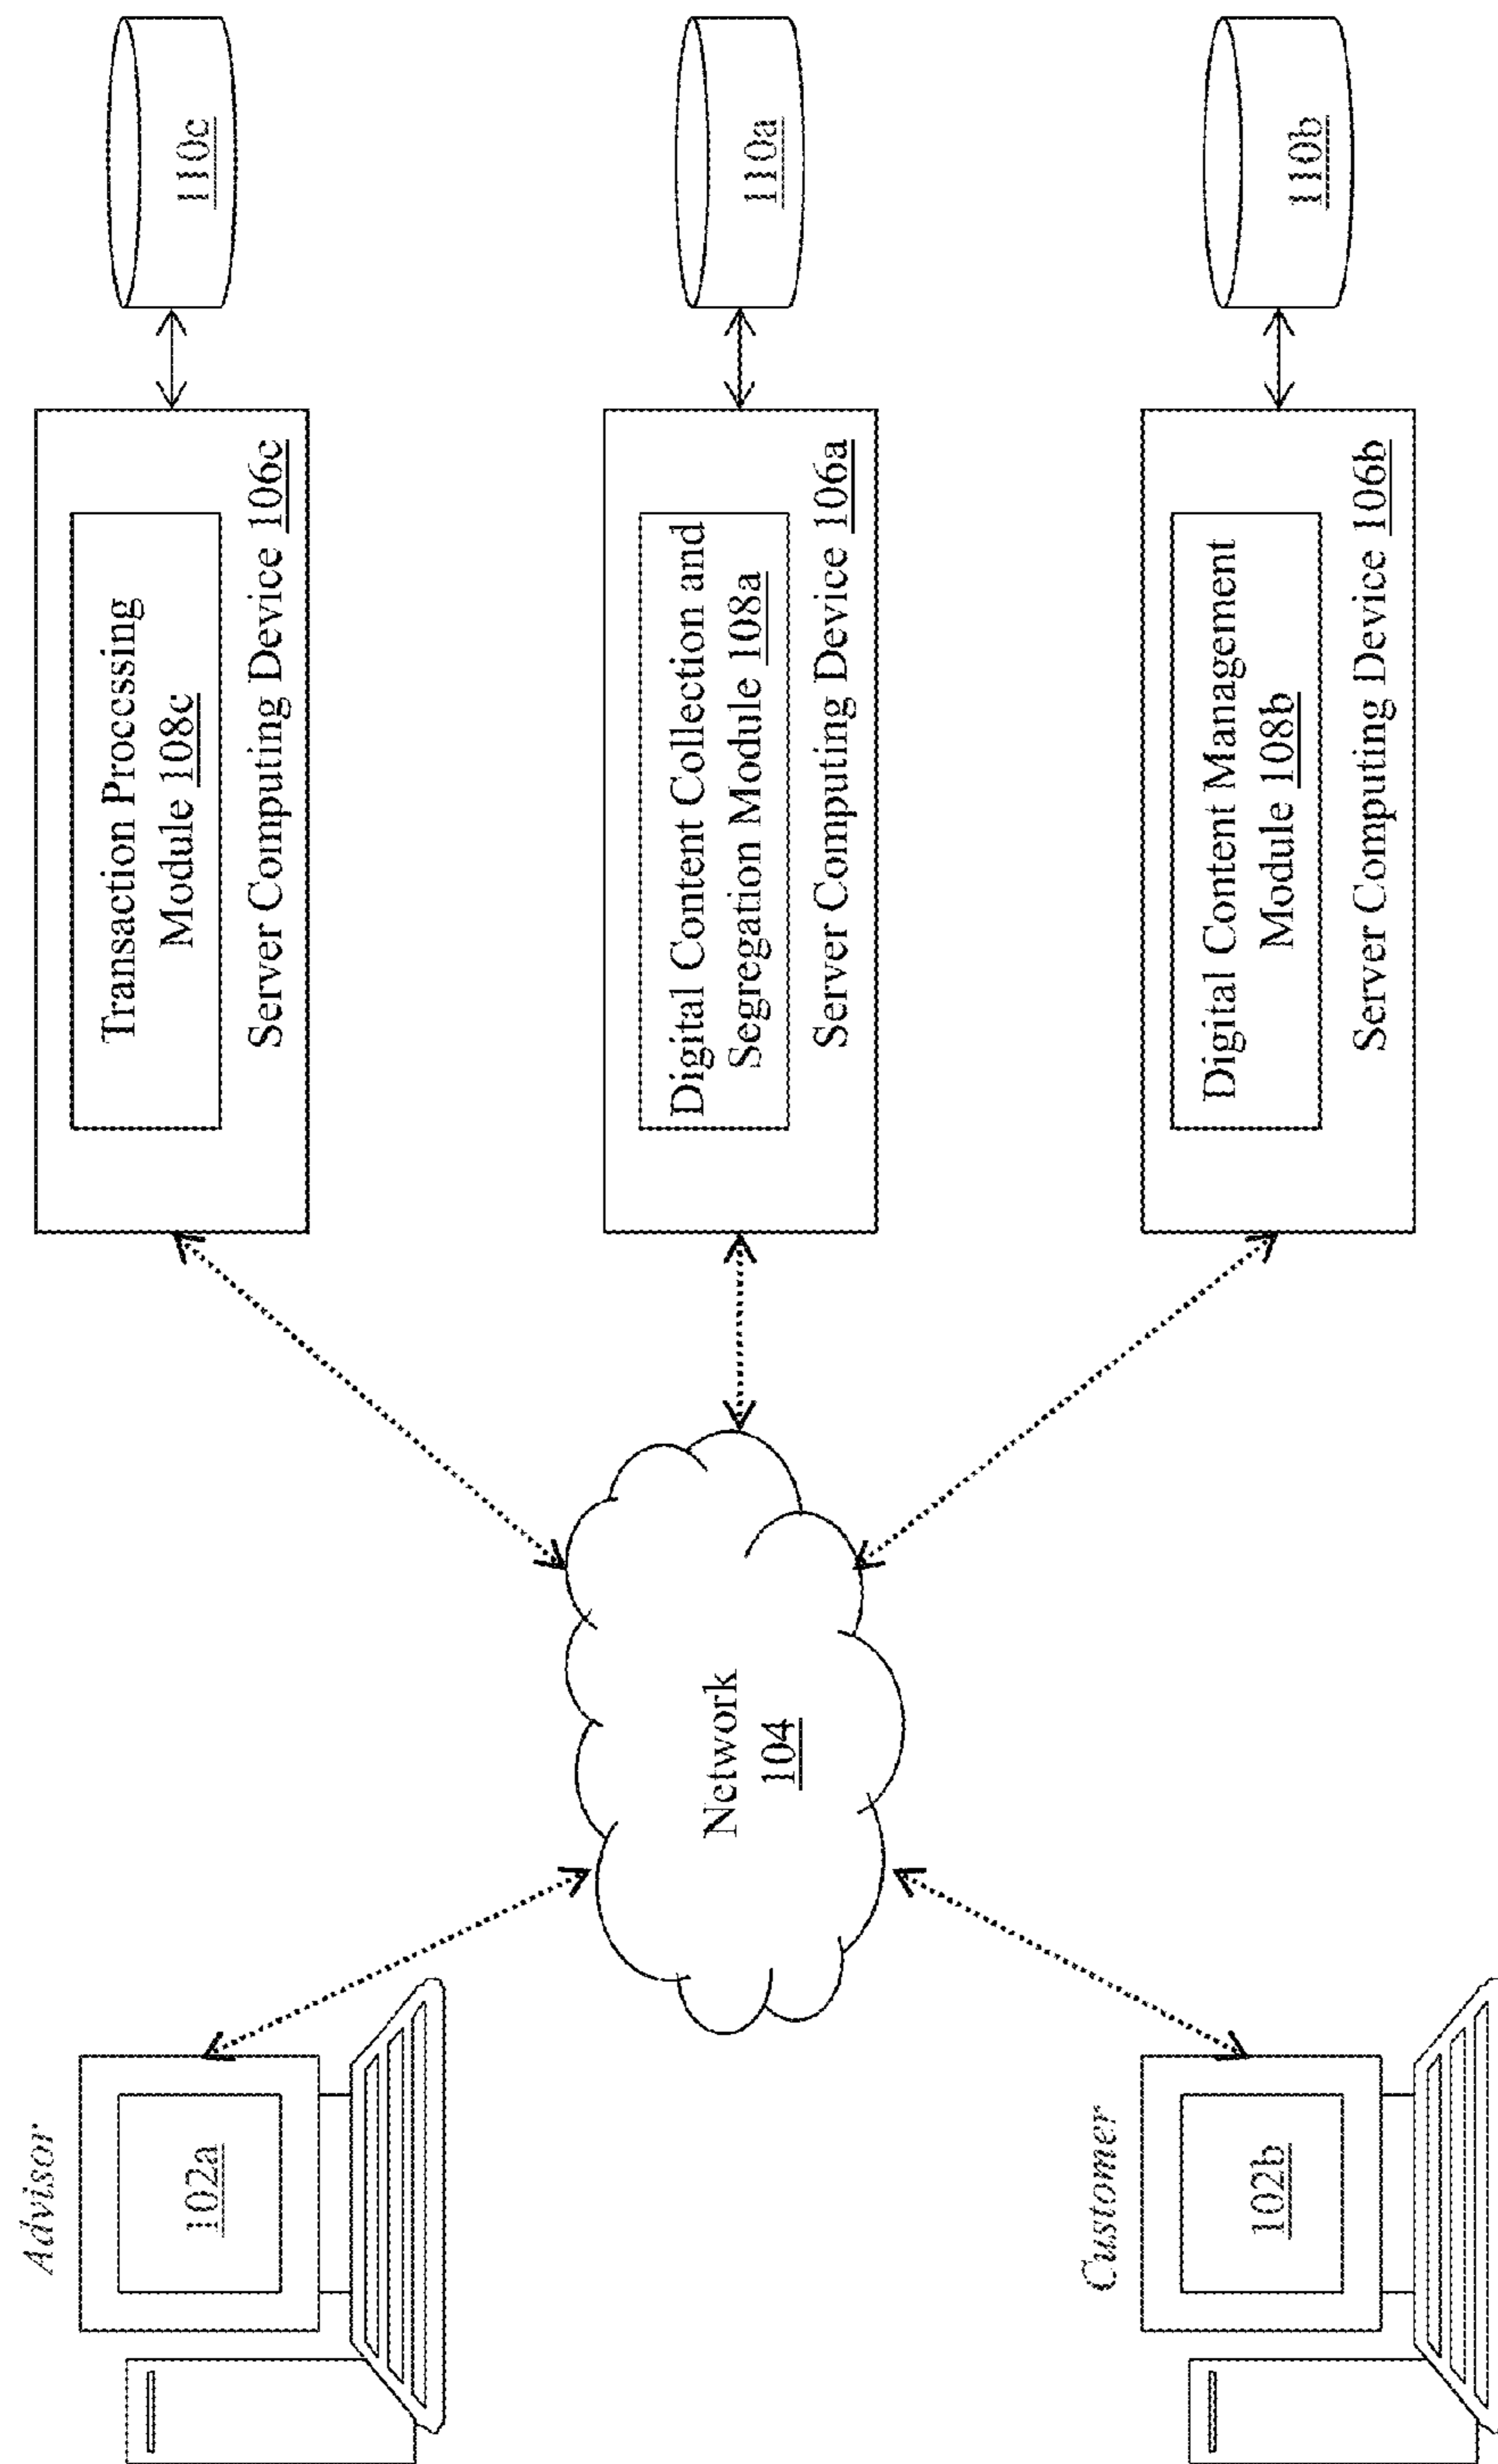 Advisor
102a
Customer
102b
Network
104
Transaction Processing
Module 108c
Server Computing Device 106c
110c
Digital Content Collection and
Segregation Module 108a
Server Computing Device 106a
110a
Digital Content Management
Module 108b
Server Computing Device 106b
110b